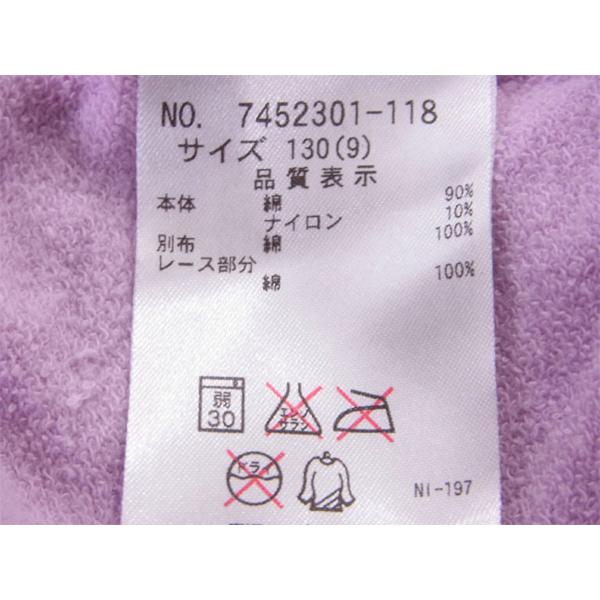 NO. 7452301-118
サイズ 130(9)
品質表示
本体 綿 90%
ナイロン 10%
別布 綿 100%
レース部分
綿 100%
弱
30
エンソ
サラシ
ドライ
NI-197